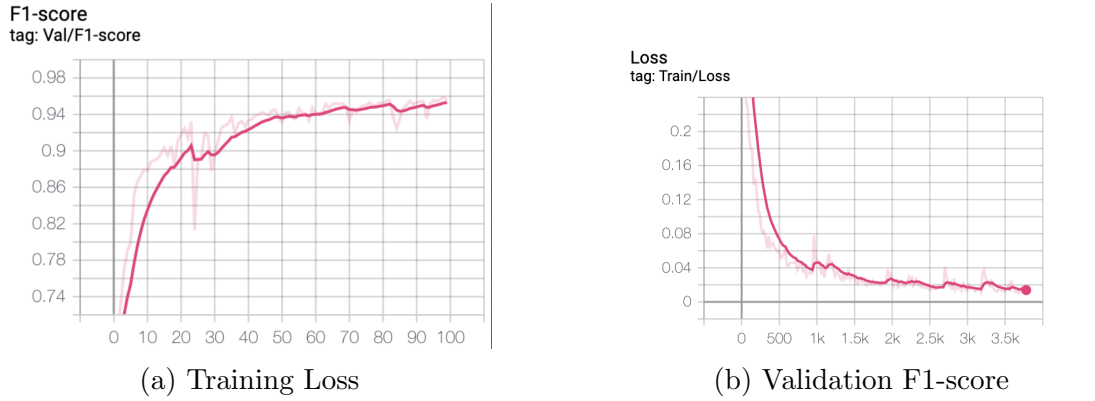 F1-score
tag: Val/F1-score
0.98
0.94
0.9
0.86
0.82
0.78
0.74
0 10 20 30 40 50 60 70 80 90 100
(a) Training Loss
Loss
tag: Train/Loss
0.2
0.16
0.12
0.08
0.04
0
0 500 1k 1.5k 2k 2.5k 3k 3.5k
(b) Validation F1-score